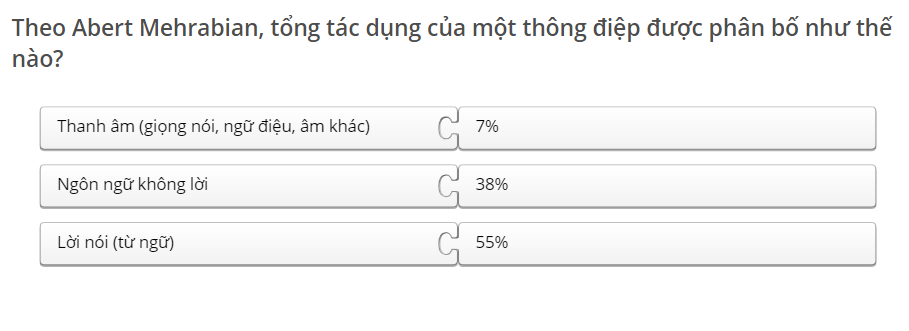 Theo Abert Mehrabian, tổng tác dụng của một thông điệp được phân bố như thế
nào?
Thanh âm (giọng nói, ngữ điệu, âm khác) 7%
Ngôn ngữ không lời 38%
Lời nói (từ ngữ) 55%